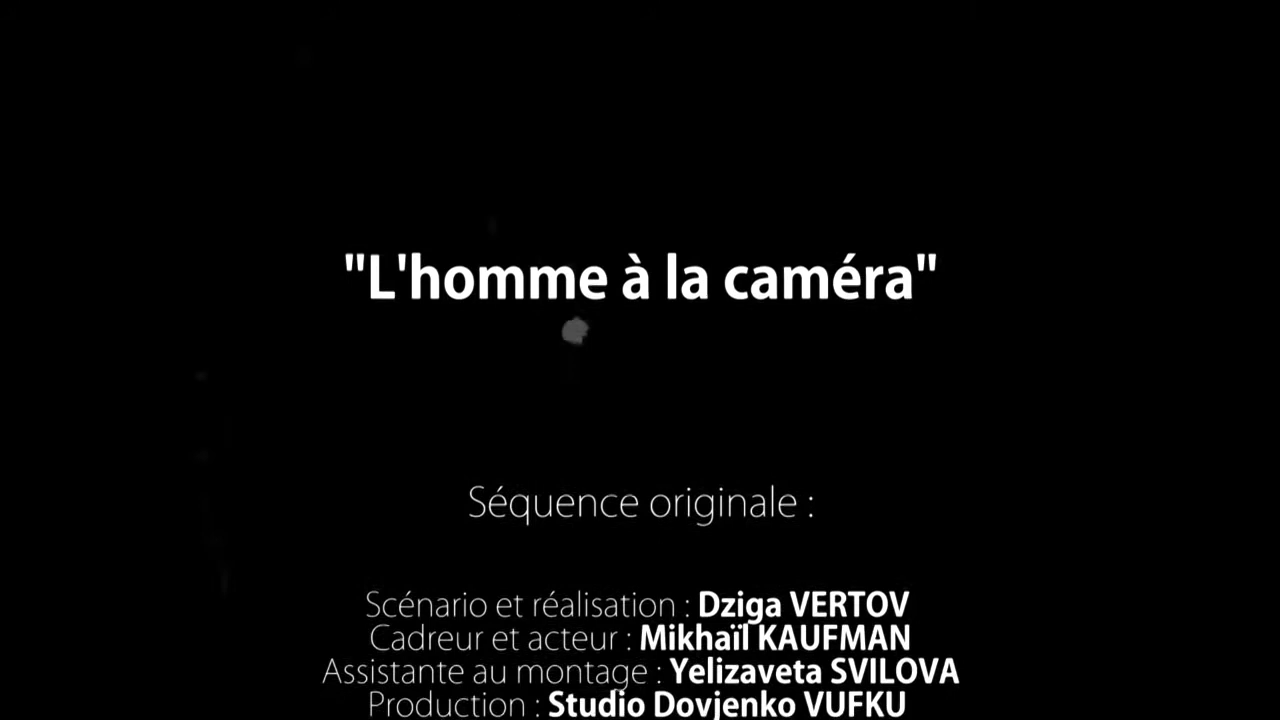 "L'homme à la caméra"
Séquence originale :
Scénario et réalisation : Dziga VERTOV
Cadreur et acteur : Mikhaïl KAUFMAN
Assistante au montage : Yelizaveta SVILOVA
Production : Studio Dovjenko VUFKU